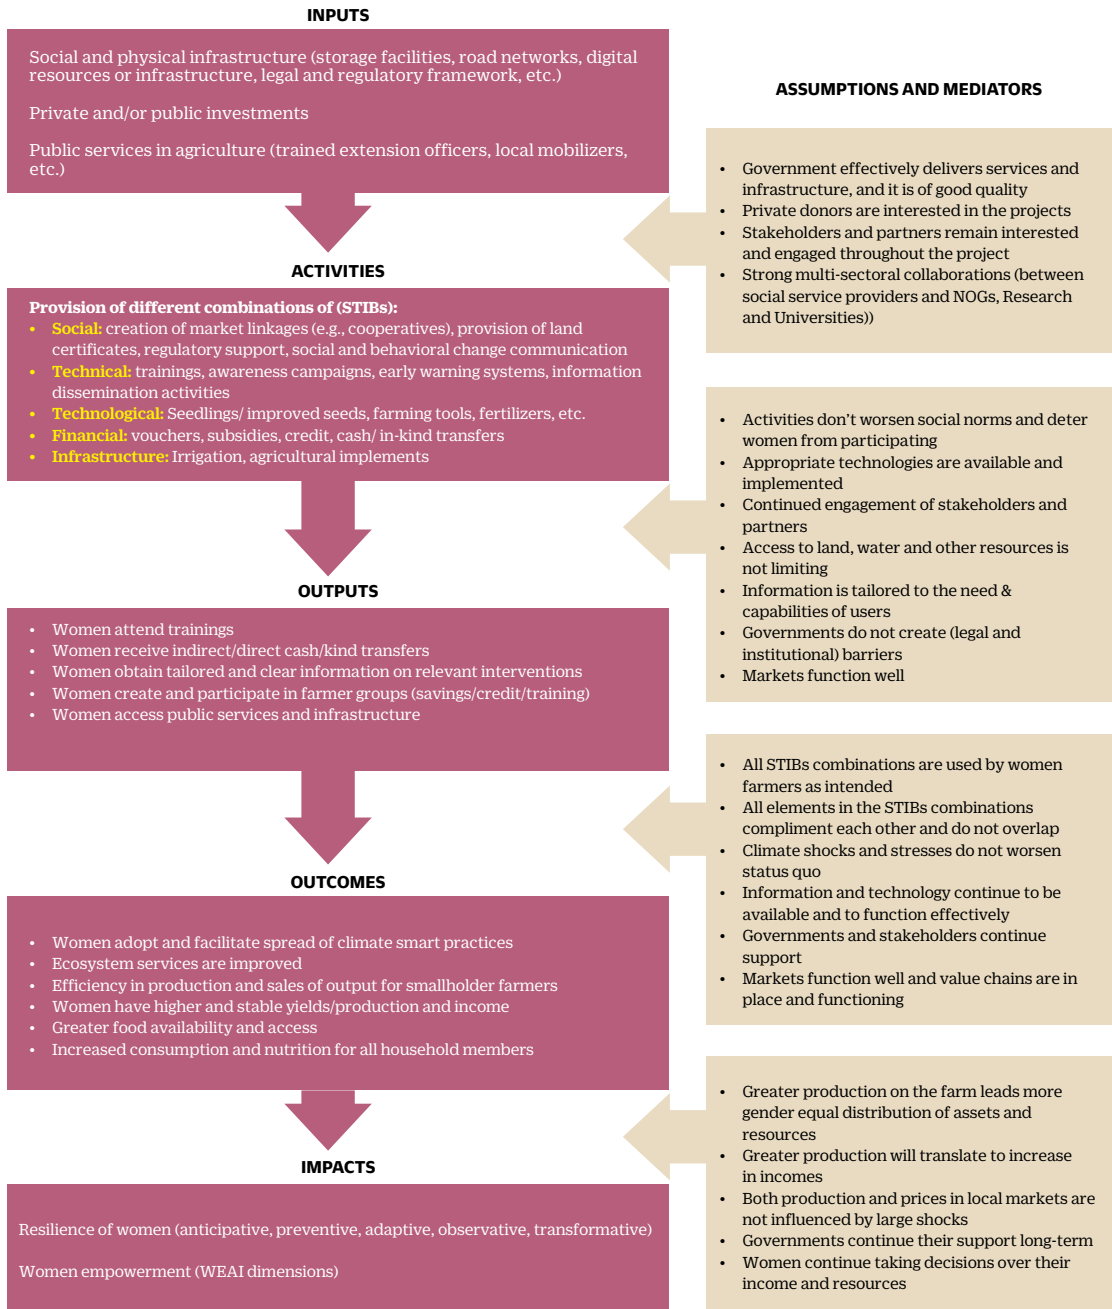 INPUTS
Social and physical infrastructure (storage facilities, road networks, digital
resources or infrastructure, legal and regulatory framework, etc.)
Private and/or public investments
Public services in agriculture (trained extension officers, local mobilizers,
etc.)
ACTIVITIES
Provision of different combinations of (STIBs):
• Social: creation of market linkages (e.g., cooperatives), provision of land
certificates, regulatory support, social and behavioral change communication
• Technical: trainings, awareness campaigns, early warning systems, information
dissemination activities
• Technological: Seedlings/ improved seeds, farming tools, fertilizers, etc.
• Financial: vouchers, subsidies, credit, cash/ in-kind transfers
• Infrastructure: Irrigation, agricultural implements
OUTPUTS
• Women attend trainings
• Women receive indirect/direct cash/kind transfers
• Women obtain tailored and clear information on relevant interventions
• Women create and participate in farmer groups (savings/credit/training)
• Women access public services and infrastructure
OUTCOMES
• Women adopt and facilitate spread of climate smart practices
• Ecosystem services are improved
• Efficiency in production and sales of output for smallholder farmers
• Women have higher and stable yields/production and income
• Greater food availability and access
• Increased consumption and nutrition for all household members
IMPACTS
Resilience of women (anticipative, preventive, adaptive, observative, transformative)
Women empowerment (WEAI dimensions)
ASSUMPTIONS AND MEDIATORS
• Government effectively delivers services and
infrastructure, and it is of good quality
• Private donors are interested in the projects
• Stakeholders and partners remain interested
and engaged throughout the project
• Strong multi-sectoral collaborations (between
social service providers and NOGs, Research
and Universities))
• Activities don't worsen social norms and deter
women from participating
• Appropriate technologies are available and
implemented
• Continued engagement of stakeholders and
partners
• Access to land, water and other resources is
not limiting
• Information is tailored to the need &
capabilities of users
• Governments do not create (legal and
institutional) barriers
• Markets function well
• All STIBs combinations are used by women
farmers as intended
• All elements in the STIBs combinations
compliment each other and do not overlap
• Climate shocks and stresses do not worsen
status quo
• Information and technology continue to be
available and to function effectively
• Governments and stakeholders continue
support
• Markets function well and value chains are in
place and functioning
• Greater production on the farm leads more
gender equal distribution of assets and
resources
• Greater production will translate to increase
in incomes
• Both production and prices in local markets are
not influenced by large shocks
• Governments continue their support long-term
• Women continue taking decisions over their
income and resources